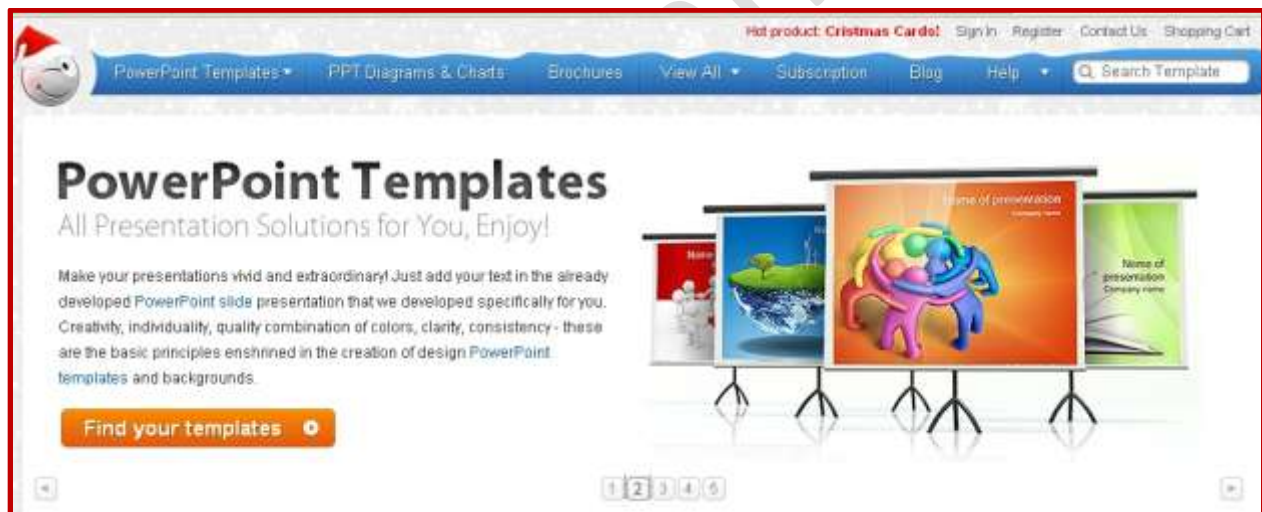 Hot product: Cristmas Cards! Sign In Register Contact Us Shopping Cart
PowerPoint Templates PPT Diagrams & Charts Brochures View All Subscription Blog Help Search Template
PowerPoint Templates
All Presentation Solutions for You, Enjoy!
Make your presentations vivid and extraordinary! Just add your text in the already
developed PowerPoint slide presentation that we developed specifically for you.
Creativity, individuality, quality combination of colors, clarity, consistency - these
are the basic principles enshrined in the creation of design PowerPoint
templates and backgrounds.
Find your templates
Name of presentation
Company name
Name of
presentation
Company name
Name
1 2 3 4 5